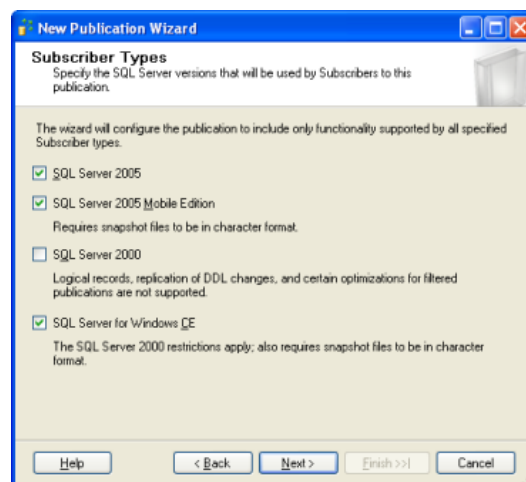 New Publication Wizard
Subscriber Types
Specify the SQL Server versions that will be used by Subscribers to this
publication.
The wizard will configure the publication to include only functionality supported by all specified
Subscriber types.
SQL Server 2005
SQL Server 2005 Mobile Edition
Requires snapshot files to be in character format.
SQL Server 2000
Logical records, replication of DDL changes, and certain optimizations for filtered
publications are not supported.
SQL Server for Windows CE
The SQL Server 2000 restrictions apply; also requires snapshot files to be in character
format.
Help
< Back
Next >
Finish >>|
Cancel